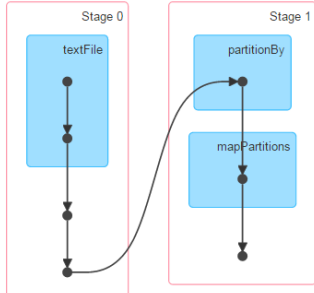 Stage 0
textFile
Stage 1
partitionBy
mapPartitions